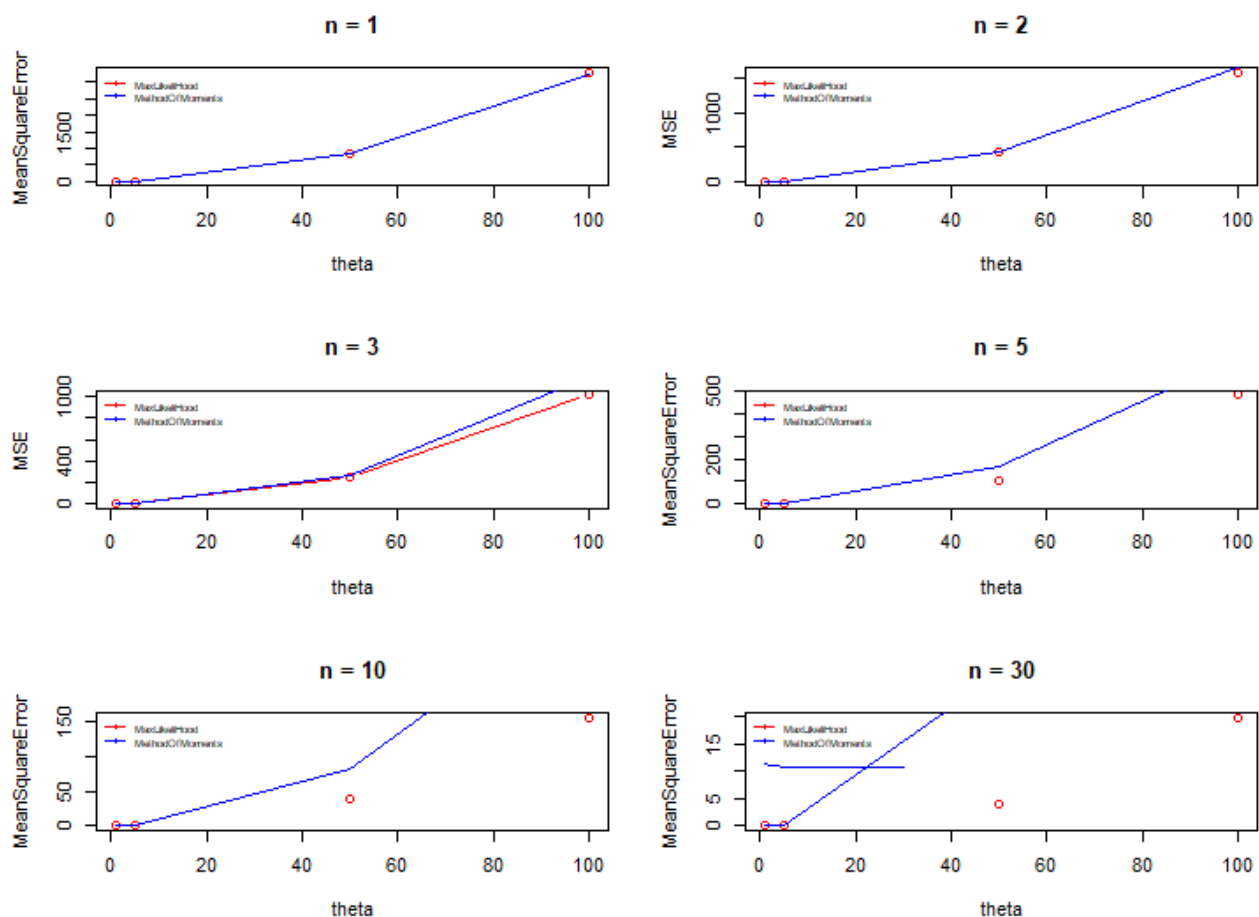 n = 1
MeanSquareError
0
1500
MaxLikeliHood
MethodOfMoments
0 20 40 60 80 100
theta
n = 2
MSE
0
1000
MaxLikeliHood
MethodOfMoments
0 20 40 60 80 100
theta
n = 3
MSE
0
400
1000
MaxLikeliHood
MethodOfMoments
0 20 40 60 80 100
theta
n = 5
MeanSquareError
0
200
500
MaxLikeliHood
MethodOfMoments
0 20 40 60 80 100
theta
n = 10
MeanSquareError
0
50
150
MaxLikeliHood
MethodOfMoments
0 20 40 60 80 100
theta
n = 30
MeanSquareError
0
5
15
MaxLikeliHood
MethodOfMoments
0 20 40 60 80 100
theta